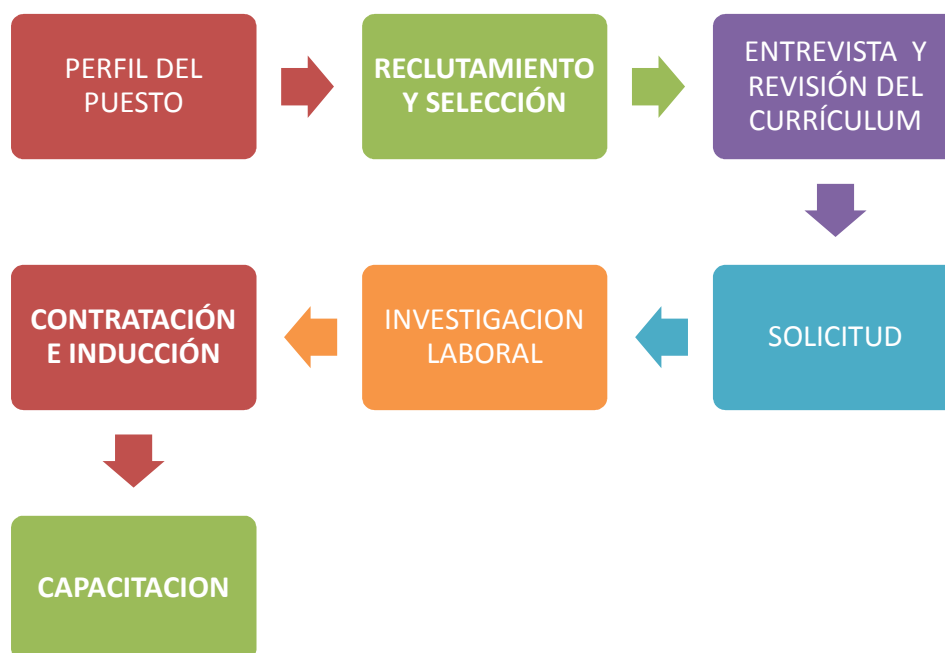 PERFIL DEL
PUESTO
RECLUTAMIENTO
Y SELECCIÓN
ENTREVISTA Y
REVISIÓN DEL
CURRÍCULUM
SOLICITUD
INVESTIGACION
LABORAL
CONTRATACIÓN
E INDUCCIÓN
CAPACITACION